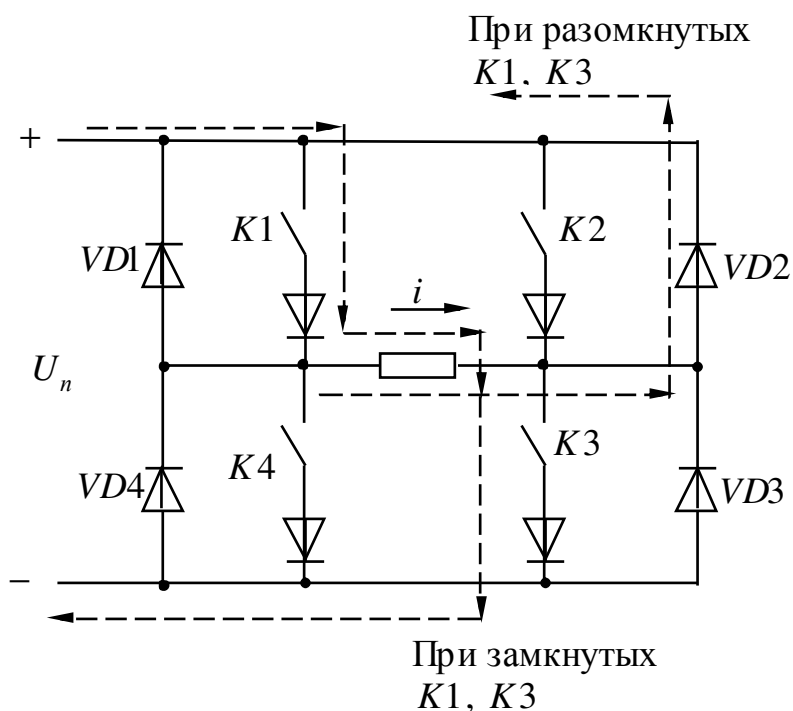 При разомкнутых
K1, K3
+
K1
K2
VD1
VD2
i
U_n
K4
K3
VD4
VD3
−
При замкнутых
K1, K3